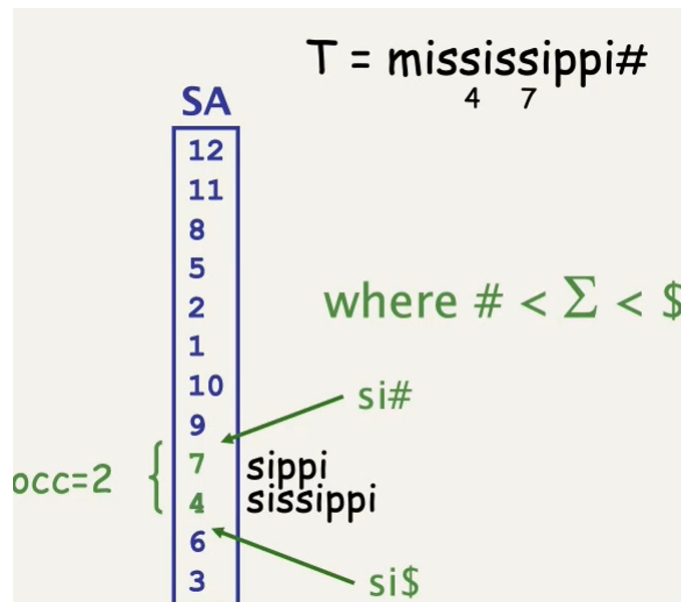 T = mississippi#
4 7
SA
12
11
8
5
2
where # < Σ < $
1
10
si#
9
7 sippi
occ=2
4 sissippi
6
3
si$